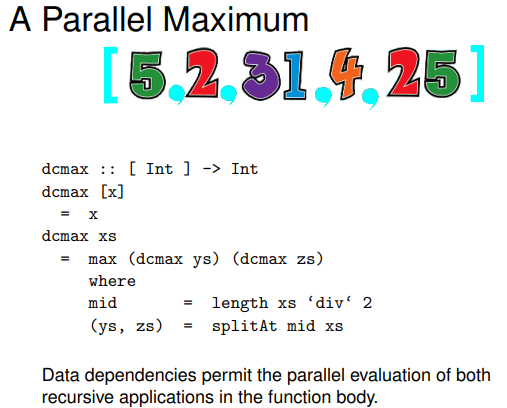 A Parallel Maximum
[5,2,31,4,25]
dcmax :: [ Int ] -> Int
dcmax [x]
= x
dcmax xs
= max (dcmax ys) (dcmax zs)
where
mid = length xs ‘div‘ 2
(ys, zs) = splitAt mid xs
Data dependencies permit the parallel evaluation of both
recursive applications in the function body.